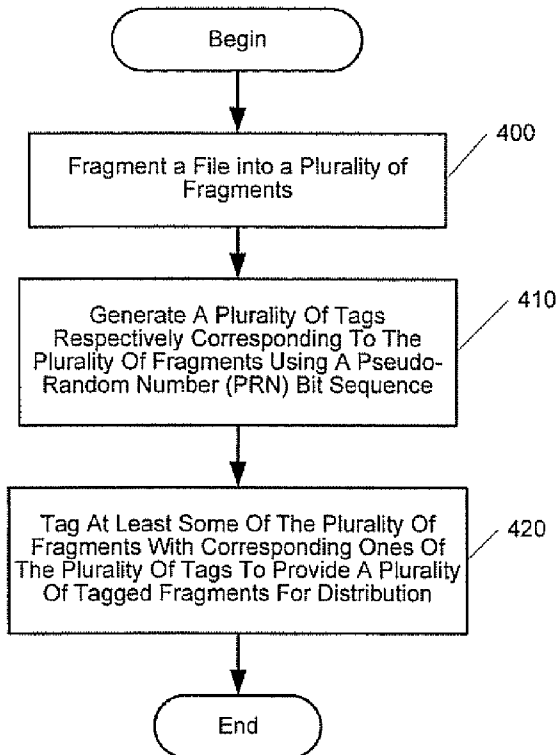 Begin
400
Fragment a File into a Plurality of
Fragments
410
Generate A Plurality Of Tags
Respectively Corresponding To The
Plurality Of Fragments Using A Pseudo-
Random Number (PRN) Bit Sequence
420
Tag At Least Some Of The Plurality Of
Fragments With Corresponding Ones Of
The Plurality Of Tags To Provide A Plurality
Of Tagged Fragments For Distribution
End